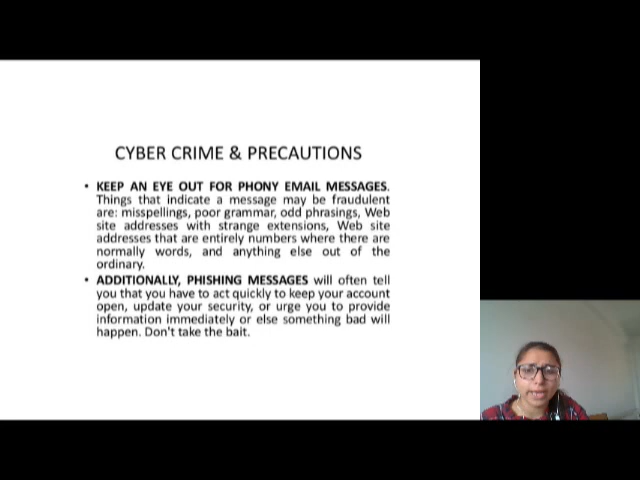 CYBER CRIME & PRECAUTIONS
• KEEP AN EYE OUT FOR PHONY EMAIL MESSAGES.
Things that indicate a message may be fraudulent
are: misspellings, poor grammar, odd phrasings, Web
site addresses with strange extensions, Web site
addresses that are entirely numbers where there are
normally words, and anything else out of the
ordinary.
• ADDITIONALLY, PHISHING MESSAGES will often tell
you that you have to act quickly to keep your account
open, update your security, or urge you to provide
information immediately or else something bad will
happen. Don't take the bait.